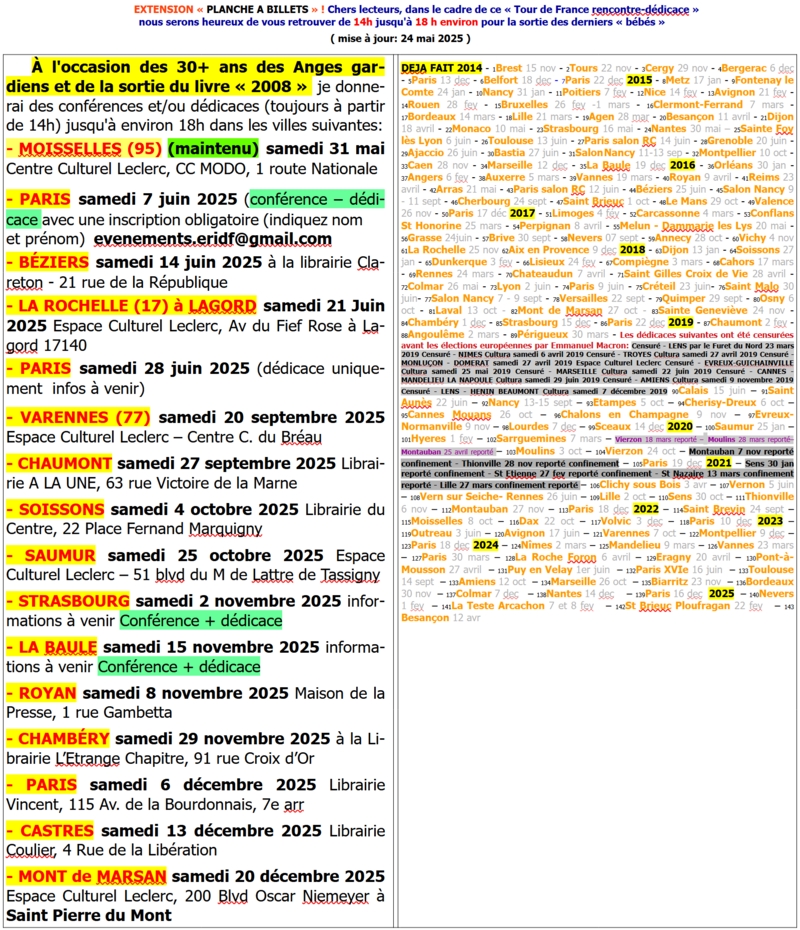 EXTENSION « PLANCHE A BILLETS » ! Chers lecteurs, dans le cadre de ce « Tour de France rencontre-dédicace »
nous serons heureux de vous retrouver de 14h jusqu'à 18 h environ pour la sortie des derniers « bébés »
( mise à jour: 24 mai 2025 )
À l'occasion des 30+ ans des Anges gar-
diens et de la sortie du livre « 2008 » je donne-
rai des conférences et/ou dédicaces (toujours à partir
de 14h) jusqu'à environ 18h dans les villes suivantes:
- MOISSELLES (95) (maintenu) samedi 31 mai
Centre Culturel Leclerc, CC MODO, 1 route Nationale
- PARIS samedi 7 juin 2025 (conférence – dédi-
cace avec une inscription obligatoire (indiquez nom
et prénom) evenements.eridf@gmail.com
- BÉZIERS samedi 14 juin 2025 à la librairie Cla-
reton - 21 rue de la République
- LA ROCHELLE (17) à LAGORD samedi 21 Juin
2025 Espace Culturel Leclerc, Av du Fief Rose à La-
gord 17140
- PARIS samedi 28 juin 2025 (dédicace unique-
ment infos à venir)
- VARENNES (77) samedi 20 septembre 2025
Espace Culturel Leclerc – Centre C. du Bréau
- CHAUMONT samedi 27 septembre 2025 Librai-
rie A LA UNE, 63 rue Victoire de la Marne
- SOISSONS samedi 4 octobre 2025 Librairie du
Centre, 22 Place Fernand Marquigny
- SAUMUR samedi 25 octobre 2025 Espace
Culturel Leclerc – 51 blvd du M de Lattre de Tassigny
- STRASBOURG samedi 2 novembre 2025 infor-
mations à venir Conférence + dédicace
- LA BAULE samedi 15 novembre 2025 informa-
tions à venir Conférence + dédicace
- ROYAN samedi 8 novembre 2025 Maison de la
Presse, 1 rue Gambetta
- CHAMBÉRY samedi 29 novembre 2025 à la Li-
brairie L'Etrange Chapitre, 91 rue Croix d'Or
- PARIS samedi 6 décembre 2025 Librairie
Vincent, 115 Av. de la Bourdonnais, 7e arr
- CASTRES samedi 13 décembre 2025 Librairie
Coulier, 4 Rue de la Libération
- MONT de MARSAN samedi 20 décembre 2025
Espace Culturel Leclerc, 200 Blvd Oscar Niemeyer à
Saint Pierre du Mont
DEJA FAIT 2014 - 1Brest 15 nov - 2Tours 22 nov - 3Cergy 29 nov - 4Bergerac 6 dec
- 5Paris 13 dec - 6Belfort 18 dec - 7Paris 22 dec 2015 - 8Metz 17 jan - 9Fontenay le
Comte 24 jan - 10Nancy 31 jan - 11Poitiers 7 fev - 12Nice 14 fev - 13Avignon 21 fev -
14Rouen 28 fev - 15Bruxelles 26 fev -1 mars - 16Clermont-Ferrand 7 mars -
17Bordeaux 14 mars - 18Lille 21 mars - 19Agen 28 mar - 20Besançon 11 avril - 21Dijon
18 avril - 22Monaco 10 mai - 23Strasbourg 16 mai - 24Nantes 30 mai – 25Sainte Foy
lès Lyon 6 juin - 26Toulouse 13 juin - 27Paris salon RC 14 juin - 28Grenoble 20 juin -
29Ajaccio 26 juin - 30Bastia 27 juin - 31SalonNancy 11-13 sep - 32Montpellier 10 oct -
33Caen 28 nov - 34Marseille 12 dec - 35La Baule 19 dec 2016 - 36Orléans 30 jan -
37Angers 6 fev - 38Auxerre 5 mars - 39Vannes 19 mars - 40Royan 9 avril - 41Reims 23
avril - 42Arras 21 mai - 43Paris salon RC 12 juin - 44Béziers 25 juin - 45Salon Nancy 9
- 11 sept - 46Cherbourg 24 sept - 47Saint Brieuc 1 oct - 48Le Mans 29 oct - 49Valence
26 nov - 50Paris 17 déc 2017 - 51Limoges 4 fev - 52Carcassonne 4 mars - 53Conflans
St Honorine 25 mars - 54Perpignan 8 avril - 55Melun - Dammarie les Lys 20 mai -
56Grasse 24juin - 57Brive 30 sept - 58Nevers 07 sept - 59Annecy 28 oct - 60Vichy 4 nov
61La Rochelle 25 nov 62Aix en Provence 9 dec 2018 - 63Dijon 13 jan - 64Soissons 27
jan - 65Dunkerque 3 fev - 66Lisieux 24 fev - 67Compiègne 3 mars - 68Cahors 17 mars
- 69Rennes 24 mars - 70Chateaudun 7 avril - 71Saint Gilles Croix de Vie 28 avril -
72Colmar 26 mai - 73Lyon 2 juin - 74Paris 9 juin - 75Créteil 23 juin - 76Saint Malo 30
juin- 77Salon Nancy 7 - 9 sept - 78Versailles 22 sept - 79Quimper 29 sept - 80Osny 6
oct - 81Laval 13 oct - 82Mont de Marsan 27 oct - 83Sainte Geneviève 24 nov -
84Chambéry 1 dec - 85Strasbourg 15 dec - 86Paris 22 dec 2019 - 87Chaumont 2 fev -
88Angoulême 2 mars - 89Périgueux 30 mars - Les dédicaces suivantes ont été censurées
avant les élections européennes par Emmanuel Macron: Censuré - LENS par le Furet du Nord 23 mars
2019 Censuré - NIMES Cultura samedi 6 avril 2019 Censuré - TROYES Cultura samedi 27 avril 2019 Censuré -
MONLUÇON - DOMERAT samedi 27 avril 2019 Espace Culturel Leclerc Censuré - EVREUX-GUICHAINVILLE
Cultura samedi 25 mai 2019 Censuré - MARSEILLE Cultura samedi 22 juin 2019 Censuré - CANNES -
MANDELIEU LA NAPOULE Cultura samedi 29 juin 2019 Censuré - AMIENS Cultura samedi 9 novembre 2019
Censuré - LENS - HENIN BEAUMONT Cultura samedi 7 décembre 2019 90Calais 15 juin - 91Saint
Aunès 22 juin - 92Nancy 13-15 sept - 93Etampes 5 oct - 94Cherisy-Dreux 6 oct -
95Cannes Mouans 26 oct - 96Chalons en Champagne 9 nov - 97Evreux-
Normanville 9 nov - 98Lourdes 7 dec - 99Sceaux 14 dec 2020 - 100Saumur 25 jan -
101Hyeres 1 fev - 102Sarrguemines 7 mars - Vierzon 18 mars reporté – Moulins 28 mars reporté-
Montauban 25 avril reporté - 103Moulins 3 oct – 104Vierzon 24 oct – Montauban 7 nov reporté
confinement - Thionville 28 nov reporté confinement - 105Paris 19 dec 2021 - Sens 30 jan
reporté confinement - St Etienne 27 fev reporté confinement - St Nazaire 13 mars confinement
reporté - Lille 27 mars confinement reporté - 106Clichy sous Bois 3 avr - 107Vernon 5 juin
- 108Vern sur Seiche- Rennes 26 juin - 109Lille 2 oct - 110Sens 30 oct - 111Thionville
6 nov - 112Montauban 27 nov - 113Paris 18 dec 2022 - 114Saint Brevin 24 sept -
115Moisselles 8 oct - 116Dax 22 oct - 117Volvic 3 dec - 118Paris 10 dec 2023 -
119Outreau 3 juin - 120Avignon 17 juin - 121Varennes 7 oct - 122Montpellier 9 dec -
123Paris 18 dec 2024 - 124Nîmes 2 mars - 125Mandelieu 9 mars - 126Vannes 23 mars
- 127Paris 30 mars - 128La Roche Foron 6 avril - 129Eragny 20 avril - 130Pont-à-
Mousson 27 avril - 131Puy en Velay 1er juin - 132Paris XVIe 16 juin - 133Toulouse
14 sept - 133Amiens 12 oct - 134Marseille 26 oct - 135Biarritz 23 nov - 136Bordeaux
30 nov - 137Colmar 7 dec - 138Nantes 14 dec - 139Paris 16 dec 2025 - 140Nevers
1 fev - 141La Teste Arcachon 7 et 8 fev - 142St Brieuc Ploufragan 22 fev - 143
Besançon 12 avr